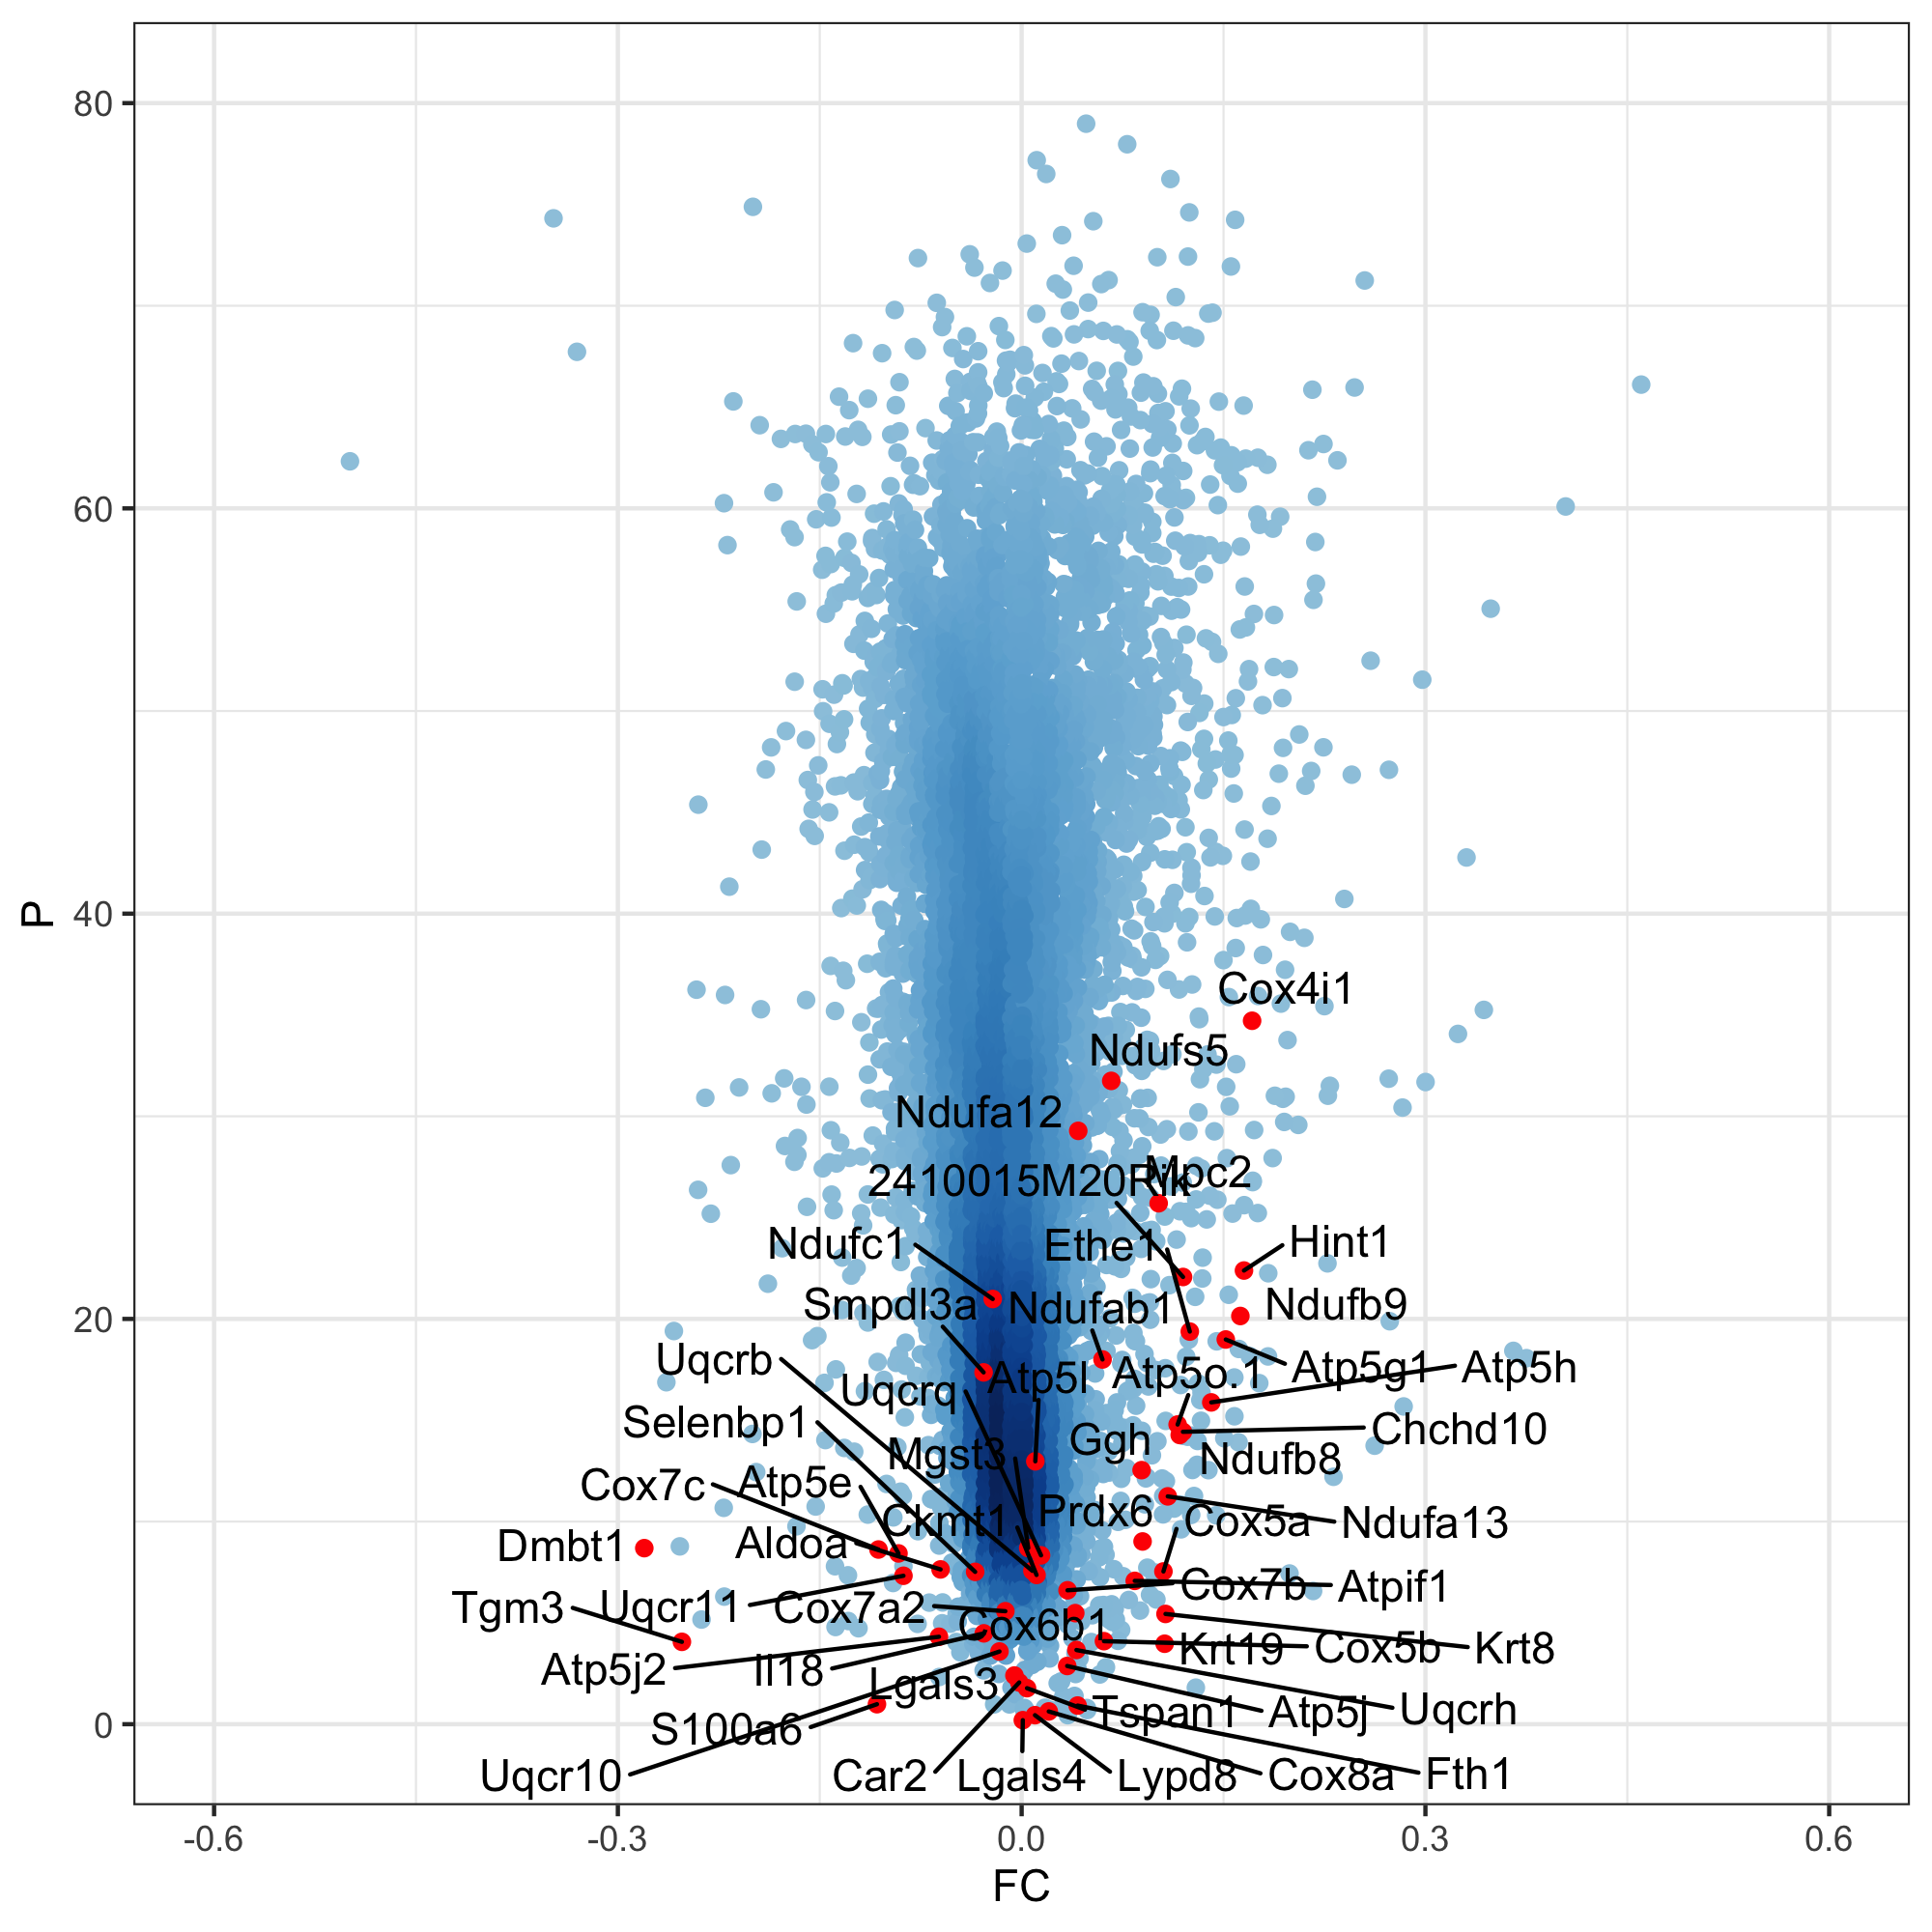 80
60
40
20
0
P
Cox4i1
Ndufs5
Ndufa12
Mpc2
2410015M20Rik
Ndufc1
Ethe1
Hint1
Smpdl3a
Ndufab1
Ndufb9
Uqcrb
Uqcrq
Atp5l
Atp5o.1
Atp5g1
Atp5h
Selenbp1
Mgst3
Ggh
Chchd10
Ndufb8
Cox7c
Atp5e
Ckmt1
Prdx6
Cox5a
Ndufa13
Dmbt1
Aldoa
Tgm3
Uqcr11
Cox7a2
Cox6b1
Cox7b
Atpif1
Atp5j2
Il18
Lgals3
Krt19
Cox5b
Krt8
S100a6
Tspan1
Atp5j
Uqcrh
Uqcr10
Car2
Lgals4
Lypd8
Cox8a
Fth1
-0.6
-0.3
0.0
0.3
0.6
FC